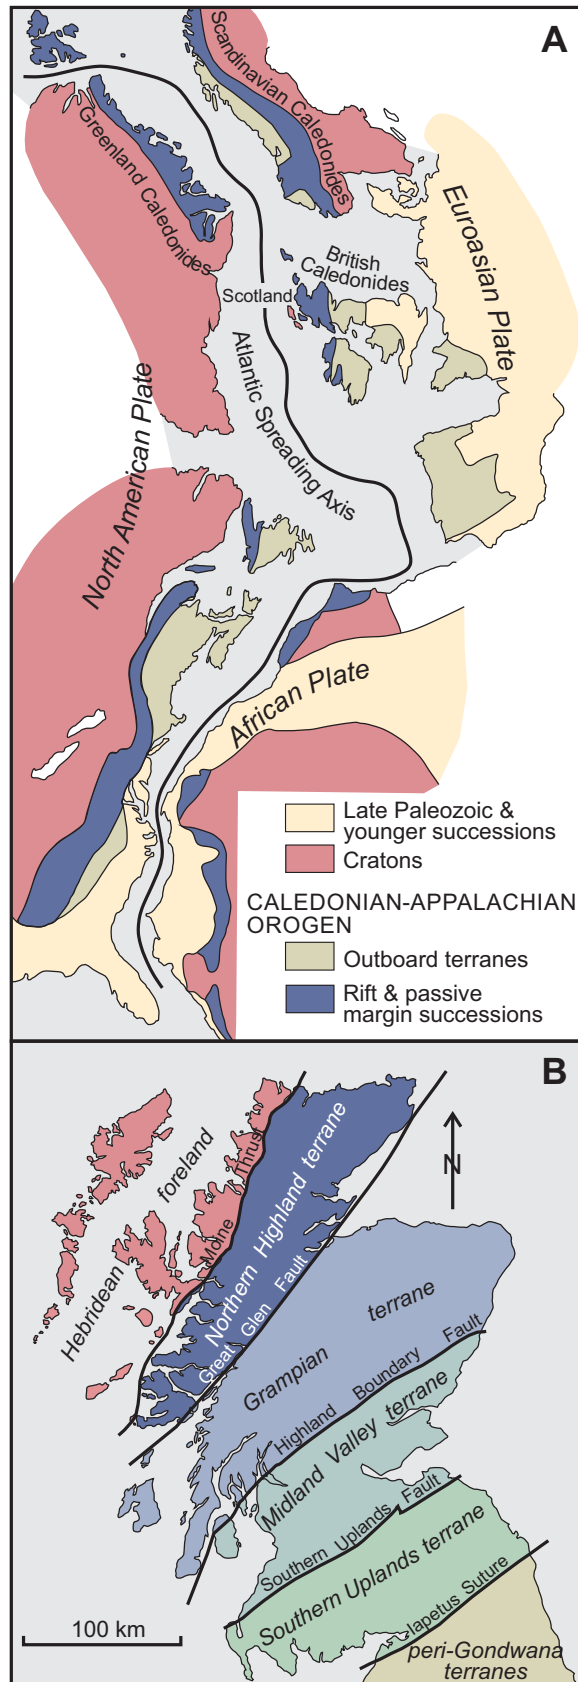 A
Scandinavian Caledonides
Greenland Caledonides
Euroasian Plate
British
Caledonides
Scotland
Atlantic Spreading Axis
North American Plate
African Plate
Late Paleozoic &
younger successions
Cratons
CALEDONIAN-APPALACHIAN
OROGEN
Outboard terranes
Rift & passive
margin successions
B
N
Hebridean foreland
Moine Thrust
Northern Highland terrane
Great Glen Fault
Grampian terrane
Highland Boundary Fault
Midland Valley terrane
Southern Uplands Fault
Southern Uplands terrane
Iapetus Suture
peri-Gondwana
terranes
100 km